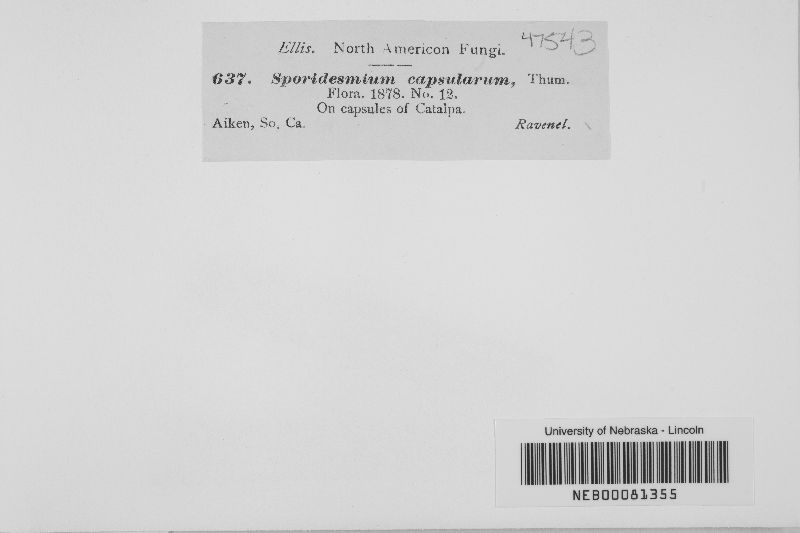 47543
Ellis. North American Fungi.
637. Sporidesmium capsularum, Thum.
Flora. 1878. No. 12.
On capsules of Catalpa.
Aiken, So. Ca. Ravenel.
University of Nebraska - Lincoln
NEB00081355